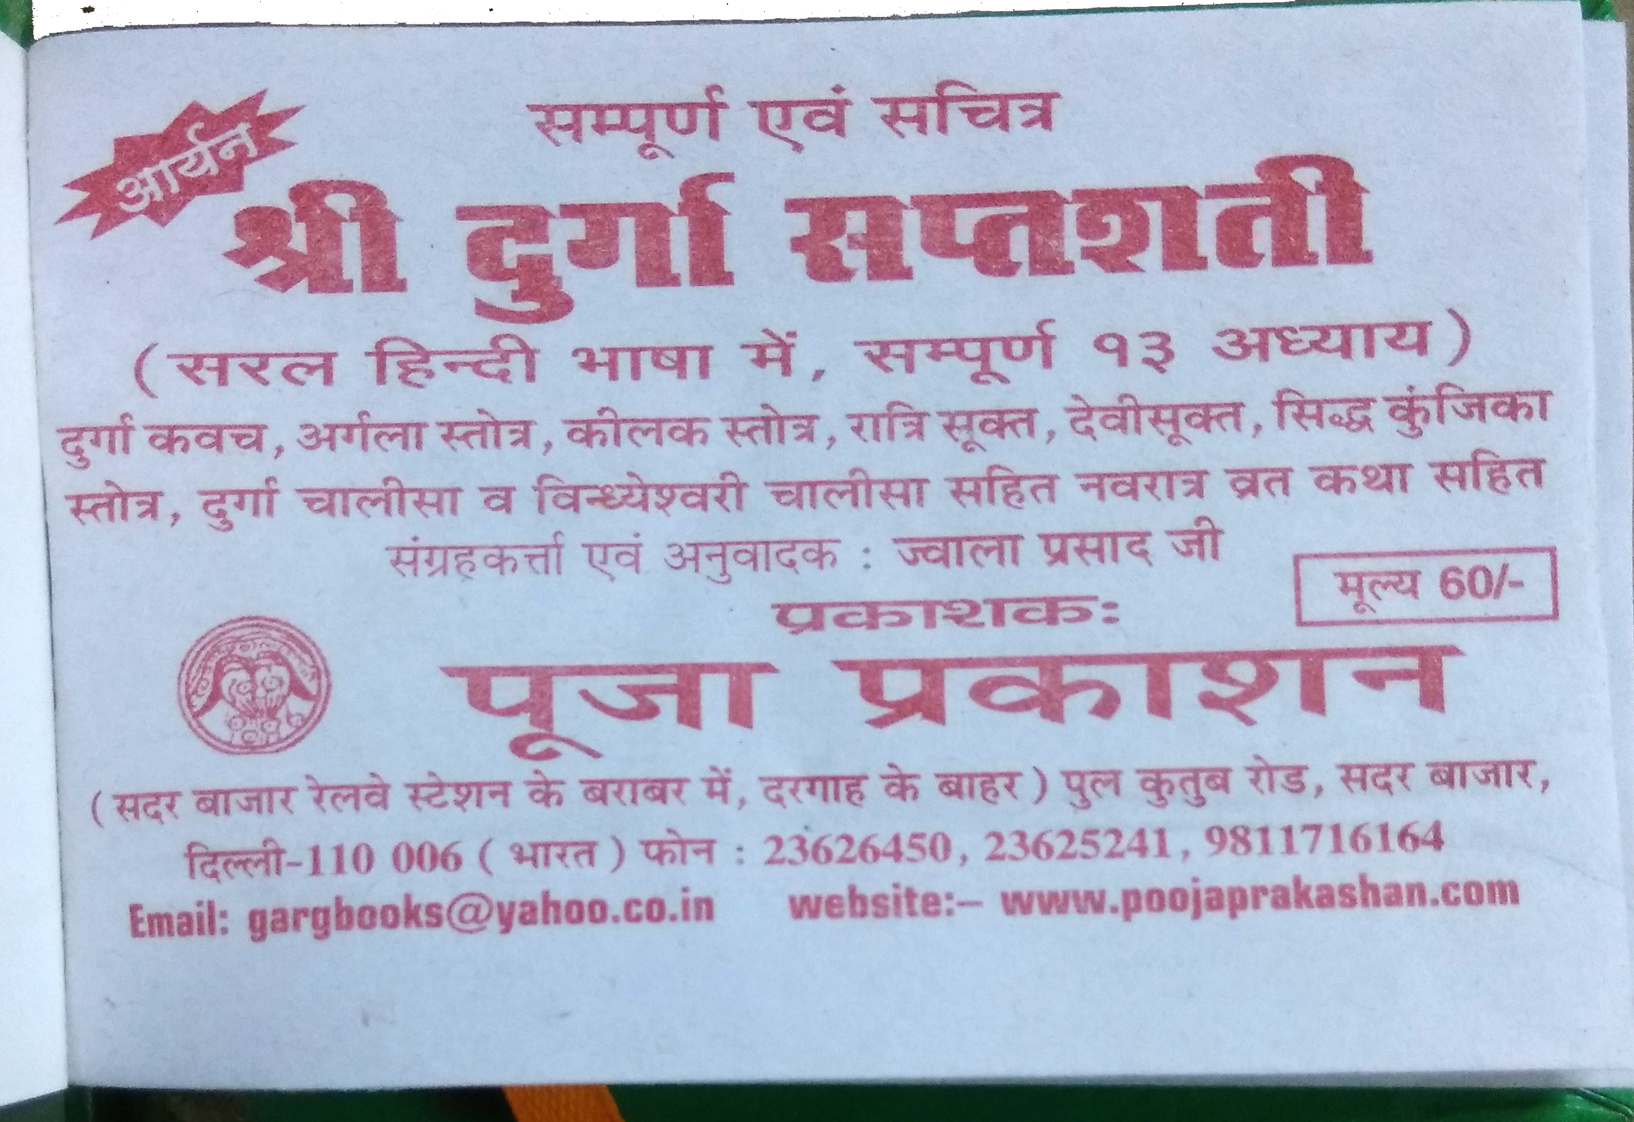 आर्यन
सम्पूर्ण एवं सचित्र
श्री दुर्गा सप्तशती
(सरल हिन्दी भाषा में, सम्पूर्ण १३ अध्याय)
दुर्गा कवच, अर्गला स्तोत्र, कीलक स्तोत्र, रात्रि सूक्त, देवीसूक्त, सिद्ध कुंजिका
स्तोत्र, दुर्गा चालीसा व विन्ध्येश्वरी चालीसा सहित नवरात्र व्रत कथा सहित
संग्रहकर्त्ता एवं अनुवादक : ज्वाला प्रसाद जी
मूल्य 60/-
प्रकाशकः
पूजा प्रकाशन
(सदर बाजार रेलवे स्टेशन के बराबर में, दरगाह के बाहर) पुल कुतुब रोड, सदर बाजार,
दिल्ली-110 006 (भारत) फोन : 23626450, 23625241, 9811716164
Email: gargbooks@yahoo.co.in website:– www.poojaprakashan.com